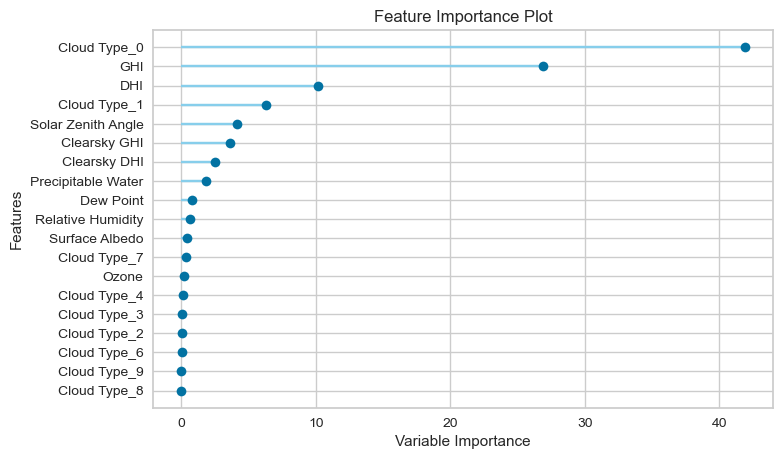 Feature Importance Plot
Cloud Type_0
GHI
DHI
Cloud Type_1
Solar Zenith Angle
Clearsky GHI
Clearsky DHI
Precipitable Water
Dew Point
Relative Humidity
Surface Albedo
Cloud Type_7
Ozone
Cloud Type_4
Cloud Type_3
Cloud Type_2
Cloud Type_6
Cloud Type_9
Cloud Type_8
Features
0 10 20 30 40
Variable Importance